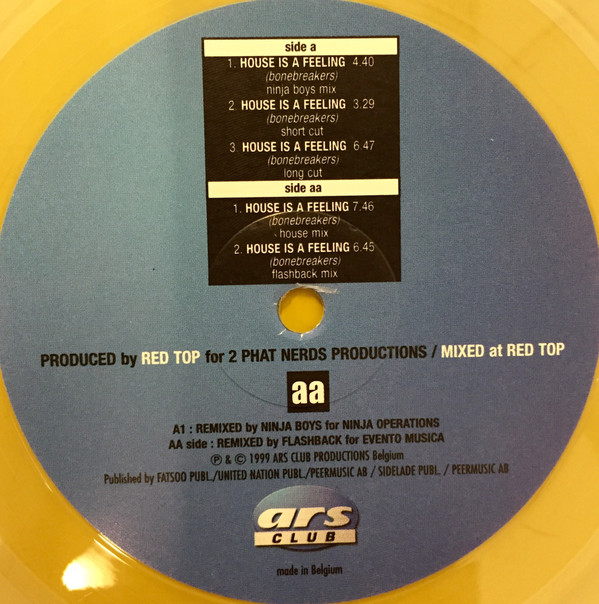 side a
1. HOUSE IS A FEELING 4.40
(bonebreakers)
ninja boys mix
2. HOUSE IS A FEELING 3.29
(bonebreakers)
short cut
3. HOUSE IS A FEELING 6.47
(bonebreakers)
long cut
side aa
1. HOUSE IS A FEELING 7.46
(bonebreakers)
house mix
2. HOUSE IS A FEELING 6.45
(bonebreakers)
flashback mix
PRODUCED by RED TOP for 2 PHAT NERDS PRODUCTIONS / MIXED at RED TOP
aa
A1 : REMIXED by NINJA BOYS for NINJA OPERATIONS
AA side : REMIXED by FLASHBACK for EVENTO MUSICA
℗ & © 1999 ARS CLUB PRODUCTIONS Belgium
Published by FATSOO PUBL./UNITED NATION PUBL./PEERMUSIC AB / SIDELADE PUBL. / PEERMUSIC AB
ars
CLUB
made in Belgium